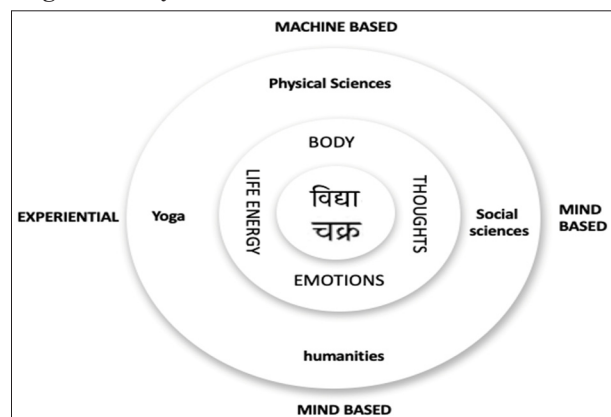 MACHINE BASED
Physical Sciences
BODY
LIFE ENERGY
THOUGHTS
विद्या
चक्र
EXPERIENTIAL
Yoga
Social
sciences
MIND
BASED
EMOTIONS
humanities
MIND BASED